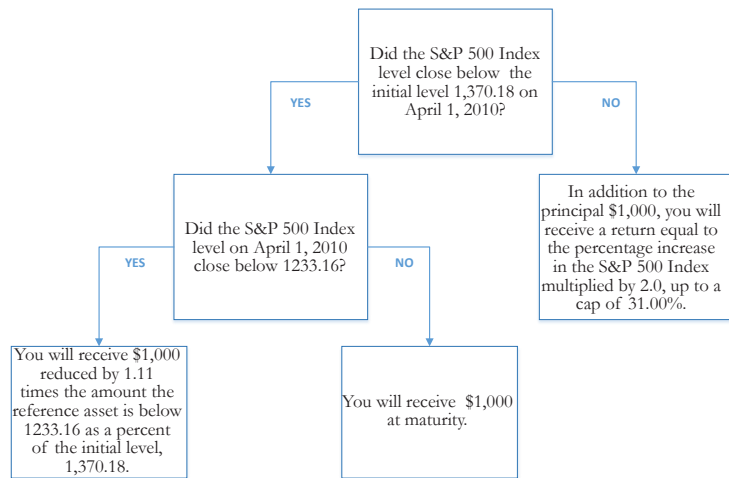 Did the S&P 500 Index
level close below the
initial level 1,370.18 on
April 1, 2010?
YES
NO
Did the S&P 500 Index
level on April 1, 2010
close below 1233.16?
In addition to the
principal $1,000, you will
receive a return equal to
the percentage increase
in the S&P 500 Index
multiplied by 2.0, up to a
cap of 31.00%.
YES
NO
You will receive $1,000
reduced by 1.11
times the amount the
reference asset is below
1233.16 as a percent
of the initial level,
1,370.18.
You will receive $1,000
at maturity.